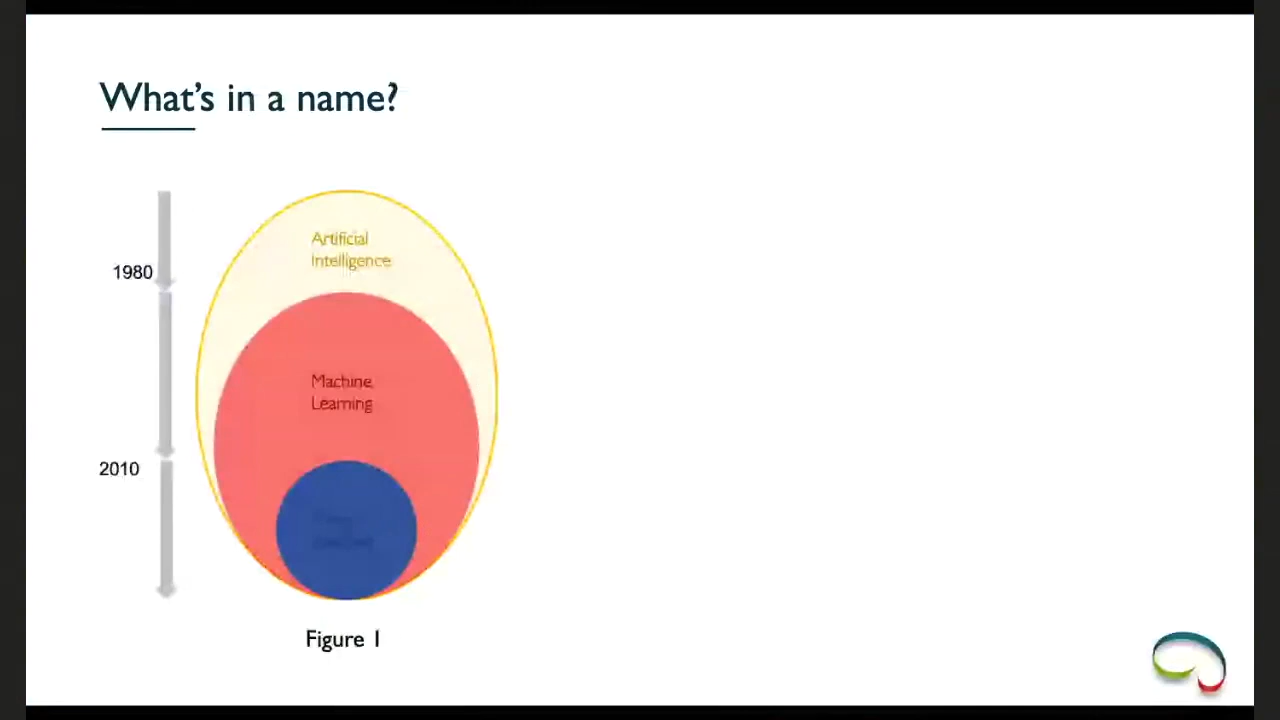 What's in a name?
Artificial
Intelligence
1980
Machine
Learning
2010
Figure 1